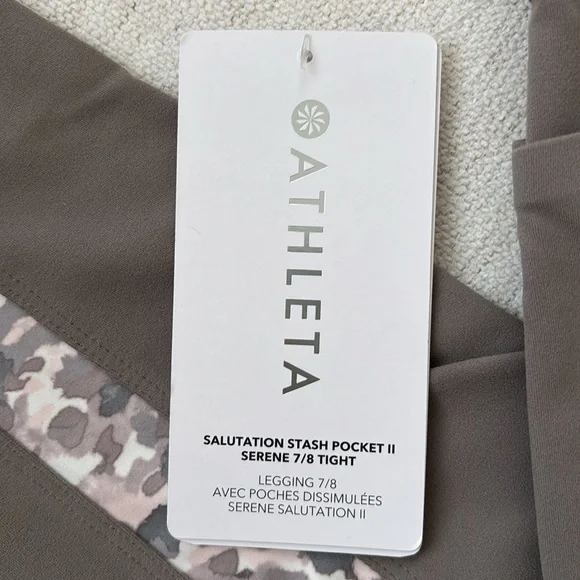 ATHLETA
SALUTATION STASH POCKET II
SERENE 7/8 TIGHT
LEGGING 7/8
AVEC POCHES DISSIMULÉES
SERENE SALUTATION II